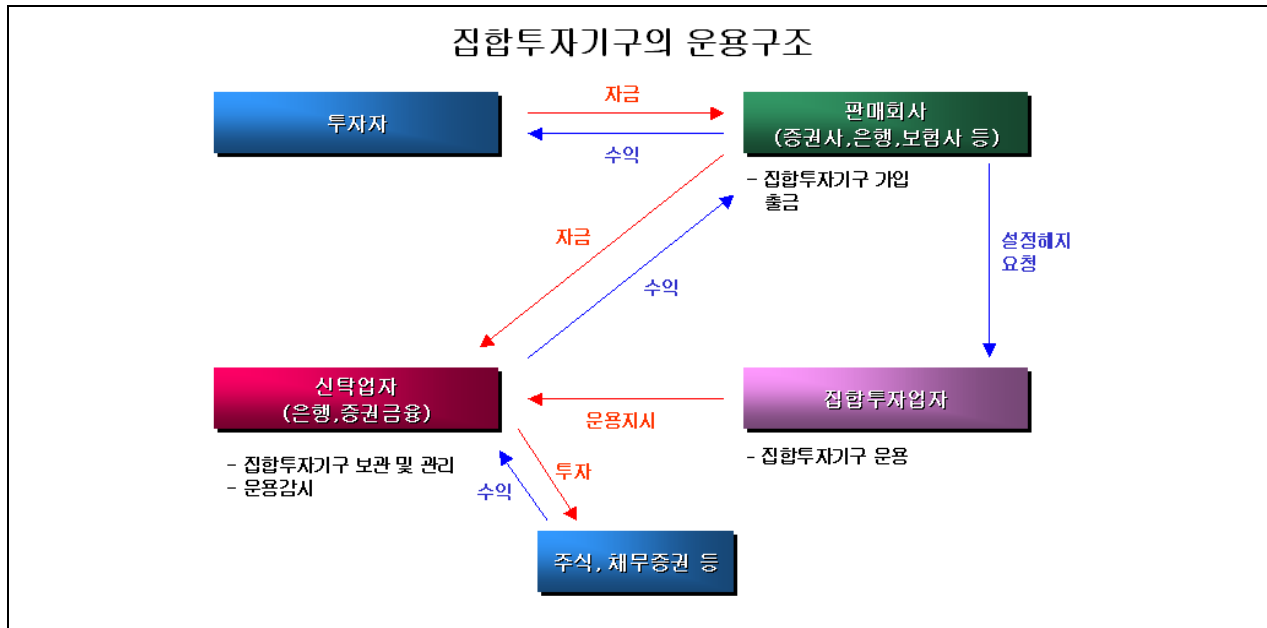 집합투자기구의 운용구조
자금
투자자
판매회사
(증권사,은행,보험사 등)
수익
- 집합투자기구 가입
출금
자금
설정해지
요청
수익
신탁업자
(은행,증권금융)
집합투자업자
운용지시
- 집합투자기구 보관 및 관리
- 운용감시
- 집합투자기구 운용
투자
수익
주식, 채무증권 등